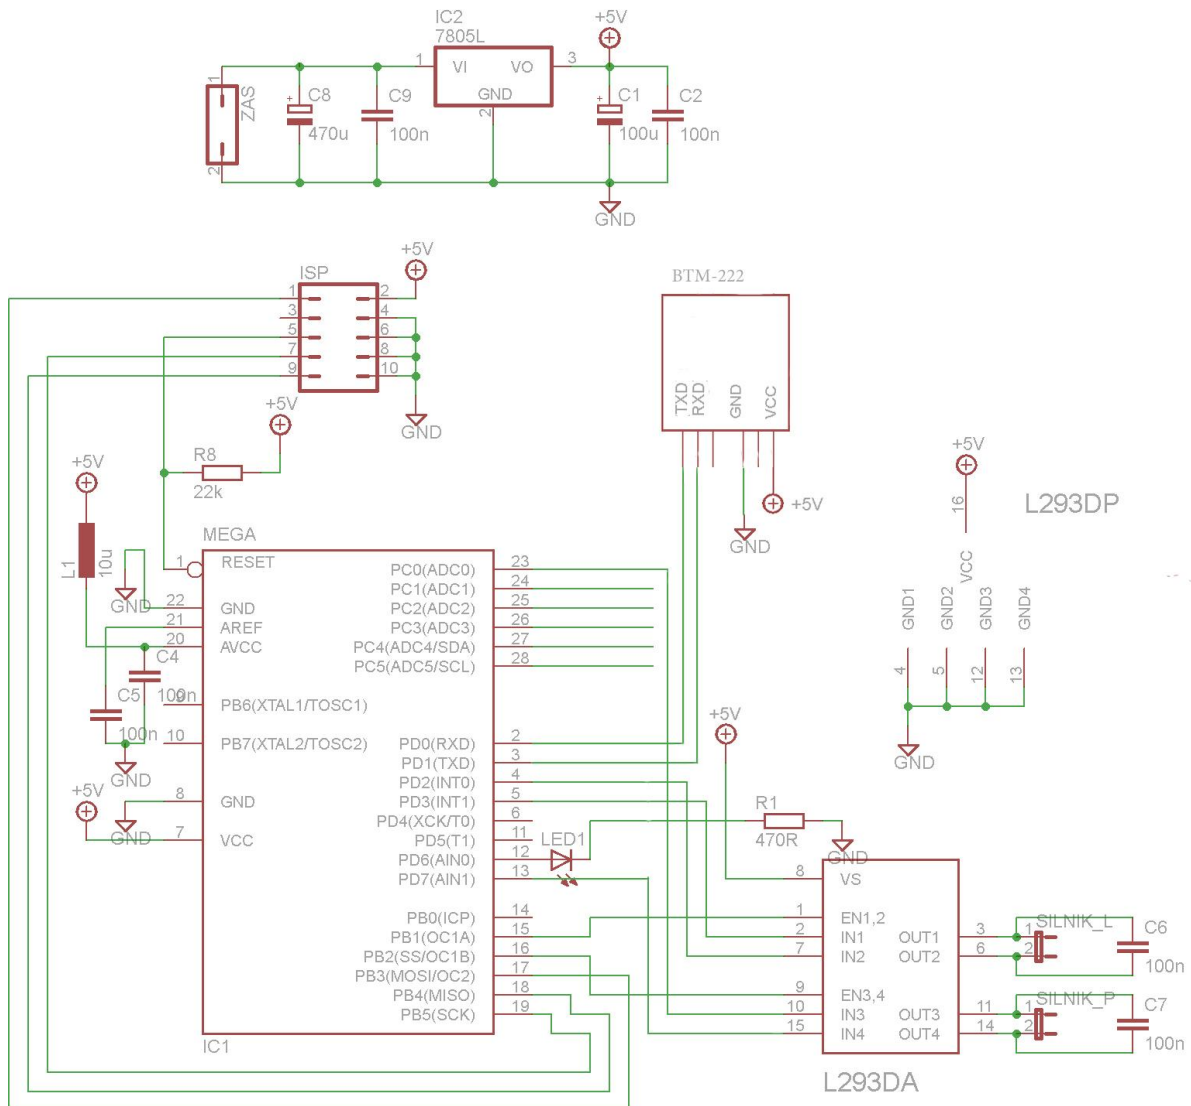 IC2
7805L
+5V
1
VI
VO
3
GND
2
1
ZAS
2
C8
470u
C9
100n
C1
100u
C2
100n
GND
ISP
+5V
1
2
3
4
5
6
7
8
9
10
GND
BTM-222
TXD
RXD
GND
VCC
+5V
GND
+5V
R8
22k
+5V
L1
10u
GND
MEGA
1
RESET
22
GND
21
AREF
20
AVCC
C4
100n
C5
100n
9
PB6(XTAL1/TOSC1)
10
PB7(XTAL2/TOSC2)
GND
+5V
8
GND
GND
7
VCC
PC0(ADC0)
23
PC1(ADC1)
24
PC2(ADC2)
25
PC3(ADC3)
26
PC4(ADC4/SDA)
27
PC5(ADC5/SCL)
28
PD0(RXD)
2
PD1(TXD)
3
PD2(INT0)
4
PD3(INT1)
5
PD4(XCK/T0)
6
PD5(T1)
11
PD6(AIN0)
12
PD7(AIN1)
13
PB0(ICP)
14
PB1(OC1A)
15
PB2(SS/OC1B)
16
PB3(MOSI/OC2)
17
PB4(MISO)
18
PB5(SCK)
19
IC1
LED1
+5V
R1
470R
GND
+5V
16
VCC
L293DP
GND1
GND2
GND3
GND4
4
5
12
13
GND
8
VS
1
EN1,2
2
IN1
7
IN2
9
EN3,4
10
IN3
15
IN4
OUT1
3
OUT2
6
OUT3
11
OUT4
14
L293DA
SILNIK_L
1
2
C6
100n
SILNIK_P
1
2
C7
100n